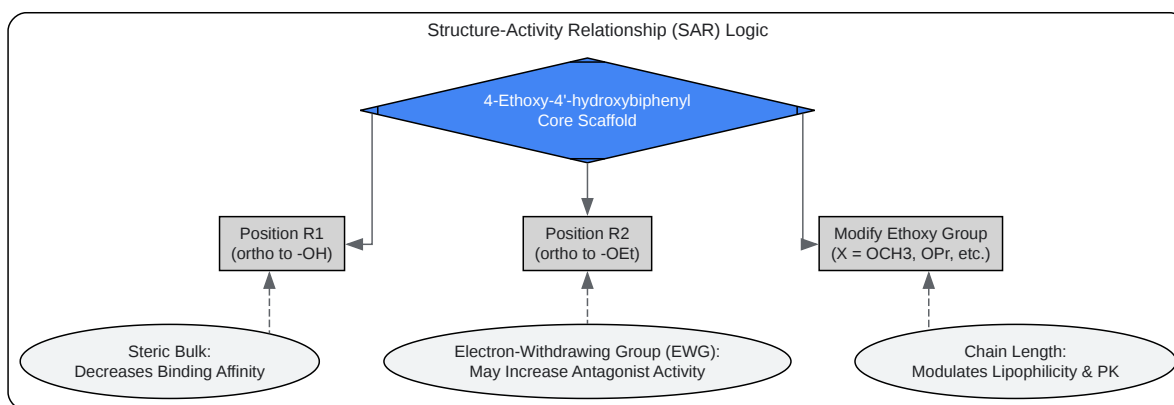 Structure-Activity Relationship (SAR) Logic
4-Ethoxy-4'-hydroxybiphenyl
Core Scaffold
Position R1
(ortho to -OH)
Position R2
(ortho to -OEt)
Modify Ethoxy Group
(X = OCH3, OPr, etc.)
Steric Bulk:
Decreases Binding Affinity
Electron-Withdrawing Group (EWG):
May Increase Antagonist Activity
Chain Length:
Modulates Lipophilicity & PK